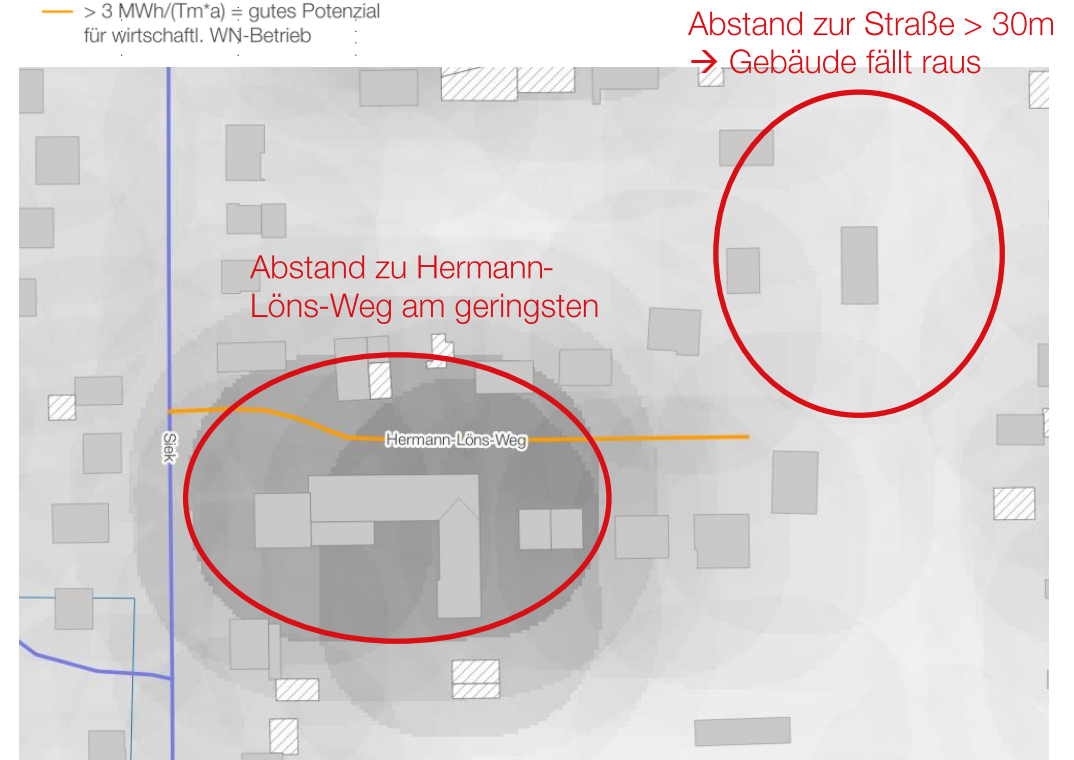 > 3 MWh/(Tm*a) = gutes Potenzial
für wirtschaftl. WN-Betrieb
Abstand zur Straße > 30m
→ Gebäude fällt raus
Abstand zu Hermann-
Löns-Weg am geringsten
Hermann-Löns-Weg
Siek